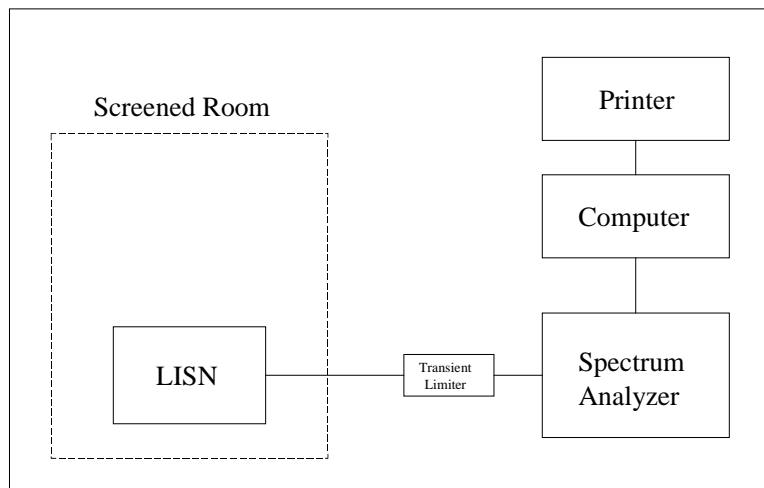 Screened Room
Printer
Computer
LISN
Transient
Limiter
Spectrum
Analyzer